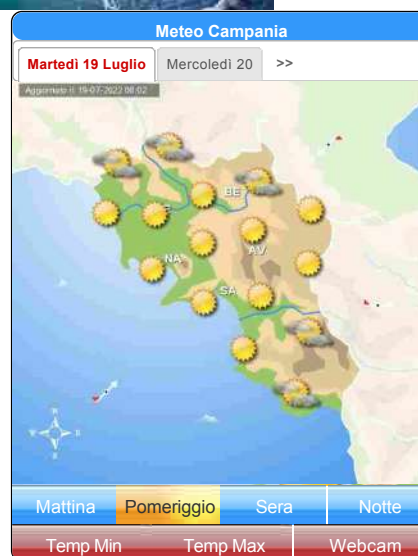 Meteo Campania
Martedì 19 Luglio Mercoledì 20 >>
Aggiornato il 19-07-2022 06:02
BE
AV
NA
SA
Mattina Pomeriggio Sera Notte
Temp Min Temp Max Webcam